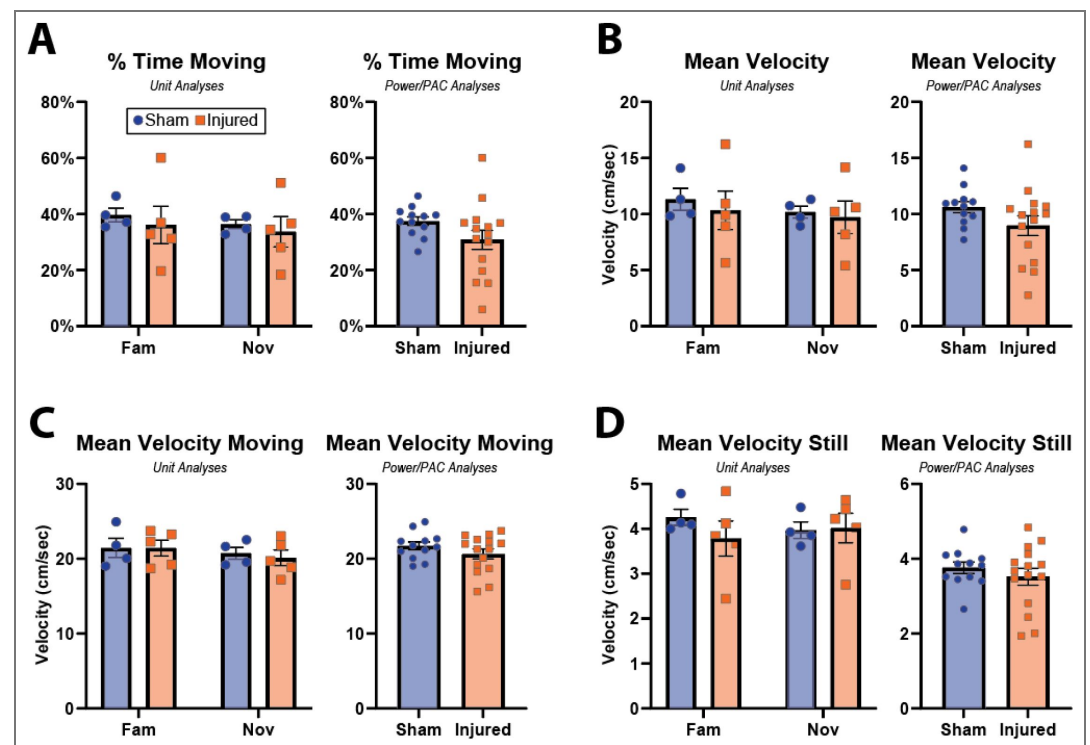 A
% Time Moving
Unit Analyses
80%
60%
40%
20%
0%
Sham Injured
Fam Nov
% Time Moving
Power/PAC Analyses
80%
60%
40%
20%
0%
Sham Injured
B
Mean Velocity
Unit Analyses
Velocity (cm/sec)
20
15
10
5
0
Fam Nov
Mean Velocity
Power/PAC Analyses
20
15
10
5
0
Sham Injured
C
Mean Velocity Moving
Unit Analyses
Velocity (cm/sec)
30
20
10
0
Fam Nov
Mean Velocity Moving
Power/PAC Analyses
30
20
10
0
Sham Injured
D
Mean Velocity Still
Unit Analyses
Velocity (cm/sec)
5
4
3
2
1
0
Fam Nov
Mean Velocity Still
Power/PAC Analyses
6
4
2
0
Sham Injured